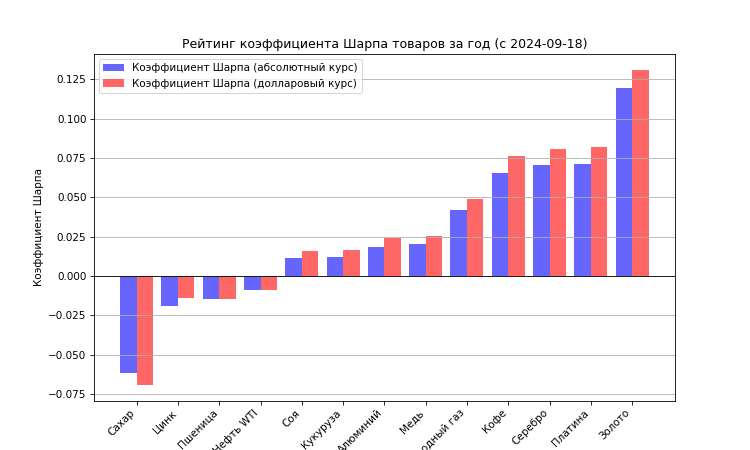 Рейтинг коэффициента Шарпа товаров за год (с 2024-09-18)
Коэффициент Шарпа (абсолютный курс)
Коэффициент Шарпа (долларовый курс)
Коэффициент Шарпа
0.125
0.100
0.075
0.050
0.025
0.000
−0.025
−0.050
−0.075
Сахар
Цинк
Пшеница
Нефть WTI
Соя
Кукуруза
Алюминий
Медь
одный газ
Кофе
Серебро
Платина
Золото